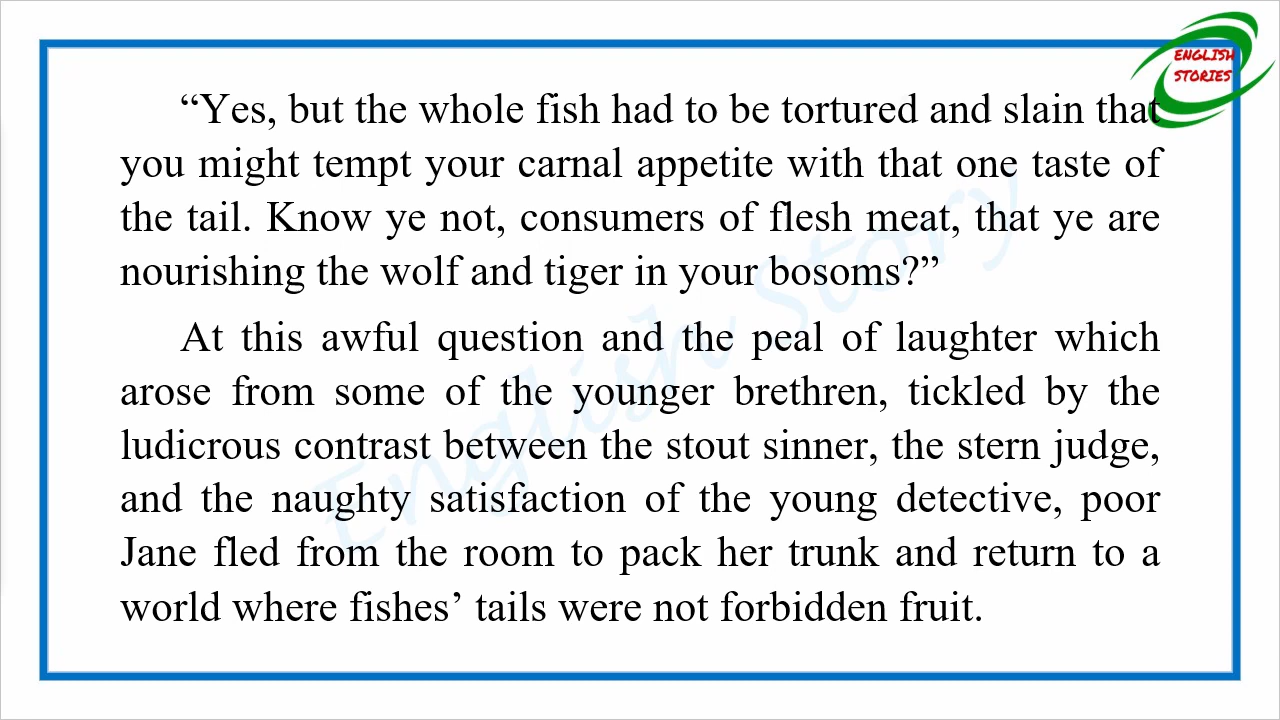 ENGLISH
STORIES
“Yes, but the whole fish had to be tortured and slain that
you might tempt your carnal appetite with that one taste of
the tail. Know ye not, consumers of flesh meat, that ye are
nourishing the wolf and tiger in your bosoms?”
At this awful question and the peal of laughter which
arose from some of the younger brethren, tickled by the
ludicrous contrast between the stout sinner, the stern judge,
and the naughty satisfaction of the young detective, poor
Jane fled from the room to pack her trunk and return to a
world where fishes’ tails were not forbidden fruit.
English Story